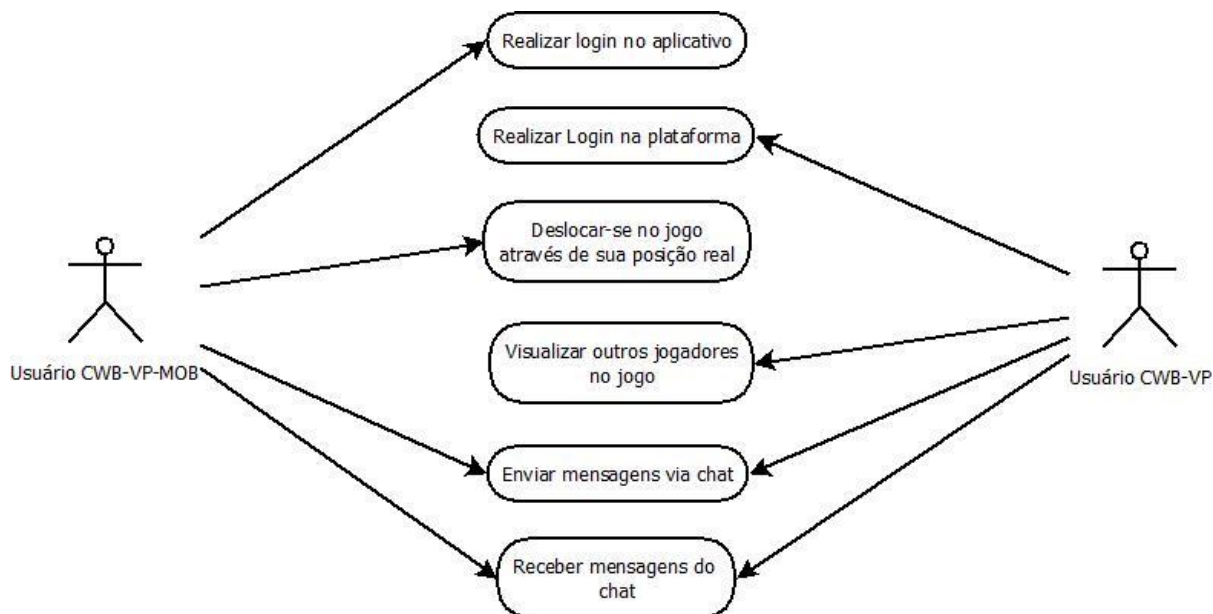 Realizar login no aplicativo
Realizar Login na plataforma
Deslocar-se no jogo
através de sua posição real
Usuário CWB-VP-MOB
Visualizar outros jogadores
no jogo
Usuário CWB-VP
Enviar mensagens via chat
Receber mensagens do
chat